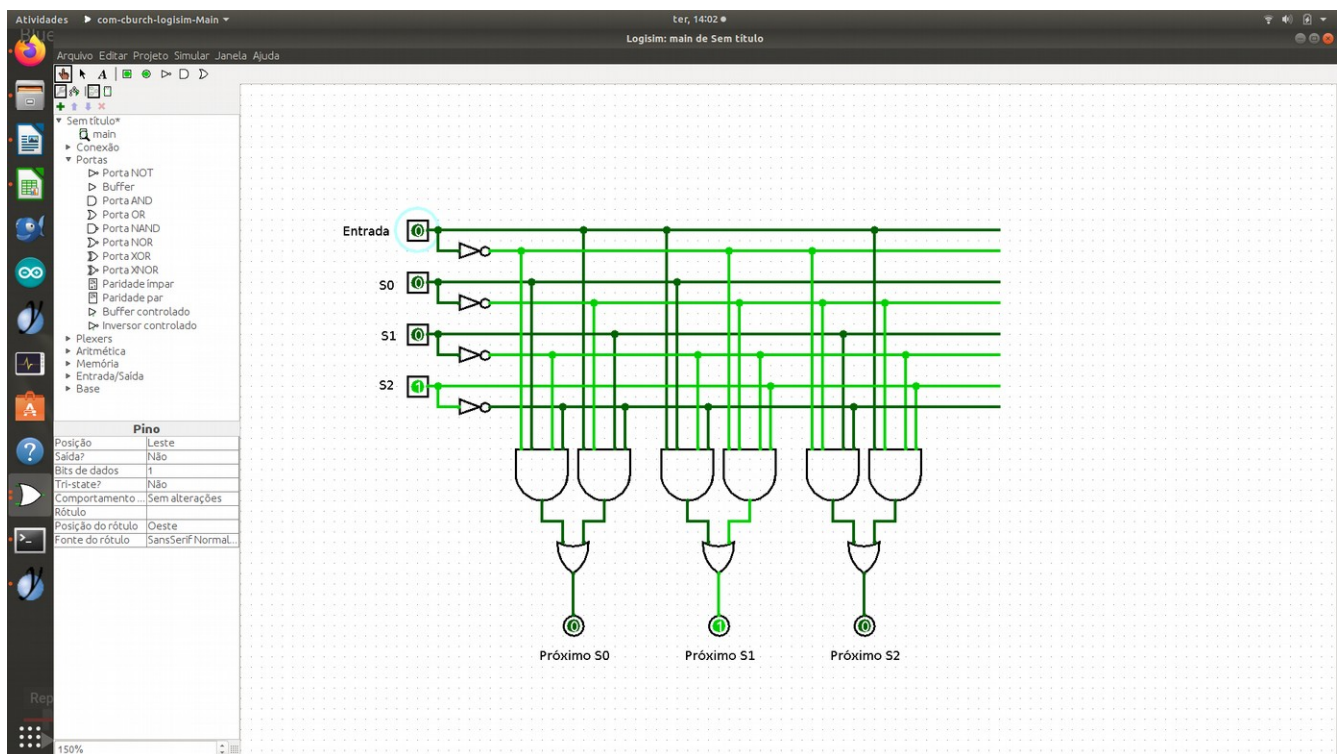 Atividades com-cburch-logisim-Main ter, 14:02
Logisim: main de Sem título
Arquivo Editar Projeto Simular Janela Ajuda
A
Sem título*
main
Conexão
Portas
Porta NOT
Buffer
Porta AND
Porta OR
Porta NAND
Porta NOR
Porta XOR
Porta XNOR
Paridade ímpar
Paridade par
Buffer controlado
Inversor controlado
Plexers
Aritmética
Memória
Entrada/Saída
Base
Pino
Posição Leste
Saída? Não
Bits de dados 1
Tri-state? Não
Comportamento ... Sem alterações
Rótulo
Posição do rótulo Oeste
Fonte do rótulo SansSerif Normal...
150%
Entrada 0
S0 0
S1 0
S2 1
0 1 0
Próximo S0 Próximo S1 Próximo S2
Rep